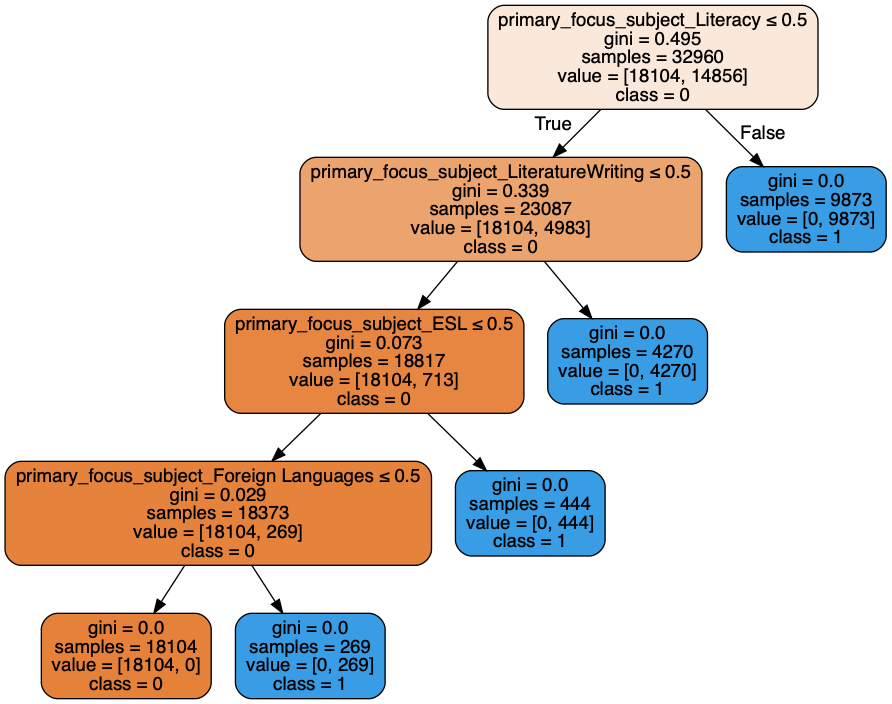 primary_focus_subject_Literacy ≤ 0.5
gini = 0.495
samples = 32960
value = [18104, 14856]
class = 0
True
False
primary_focus_subject_LiteratureWriting ≤ 0.5
gini = 0.339
samples = 23087
value = [18104, 4983]
class = 0
gini = 0.0
samples = 9873
value = [0, 9873]
class = 1
primary_focus_subject_ESL ≤ 0.5
gini = 0.073
samples = 18817
value = [18104, 713]
class = 0
gini = 0.0
samples = 4270
value = [0, 4270]
class = 1
primary_focus_subject_Foreign Languages ≤ 0.5
gini = 0.029
samples = 18373
value = [18104, 269]
class = 0
gini = 0.0
samples = 444
value = [0, 444]
class = 1
gini = 0.0
samples = 18104
value = [18104, 0]
class = 0
gini = 0.0
samples = 269
value = [0, 269]
class = 1